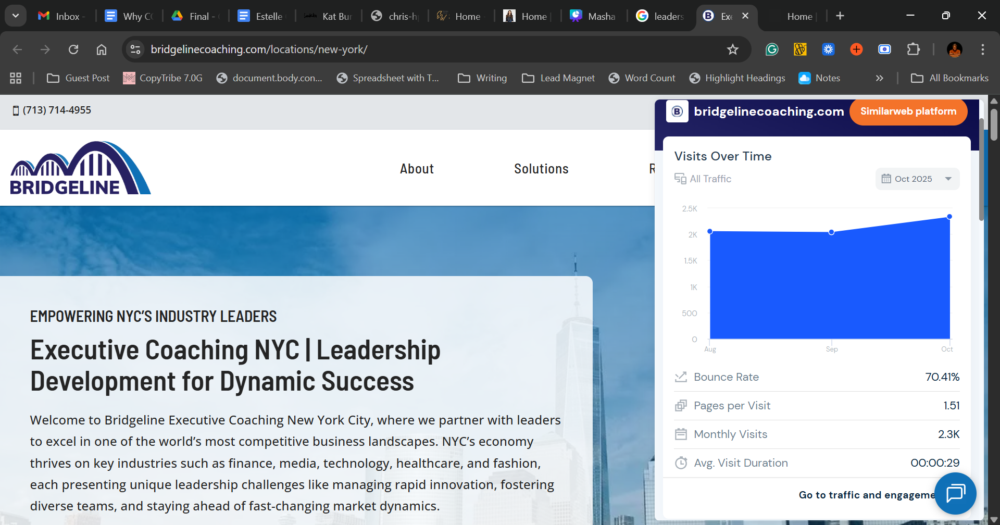 Inbox -
Why CO
Final -
Estelle
Kat Bur
chris-h
Home
Home
Masha
leaders
Exe
Home
bridgelinecoaching.com/locations/new-york/
Guest Post
CopyTribe 7.0G
document.body.con...
Spreadsheet with T...
Writing
Lead Magnet
Word Count
Highlight Headings
Notes
All Bookmarks
(713) 714-4955
BRIDGELINE
About
Solutions
R
EMPOWERING NYC’S INDUSTRY LEADERS
Executive Coaching NYC | Leadership
Development for Dynamic Success
Welcome to Bridgeline Executive Coaching New York City, where we partner with leaders
to excel in one of the world’s most competitive business landscapes. NYC’s economy
thrives on key industries such as finance, media, technology, healthcare, and fashion,
each presenting unique leadership challenges like managing rapid innovation, fostering
diverse teams, and staying ahead of fast-changing market dynamics.
B
bridgelinecoaching.com
Similarweb platform
Visits Over Time
All Traffic
Oct 2025
2.5K
2K
1.5K
1K
500
0
Aug
Sep
Oct
Bounce Rate
70.41%
Pages per Visit
1.51
Monthly Visits
2.3K
Avg. Visit Duration
00:00:29
Go to traffic and engageme